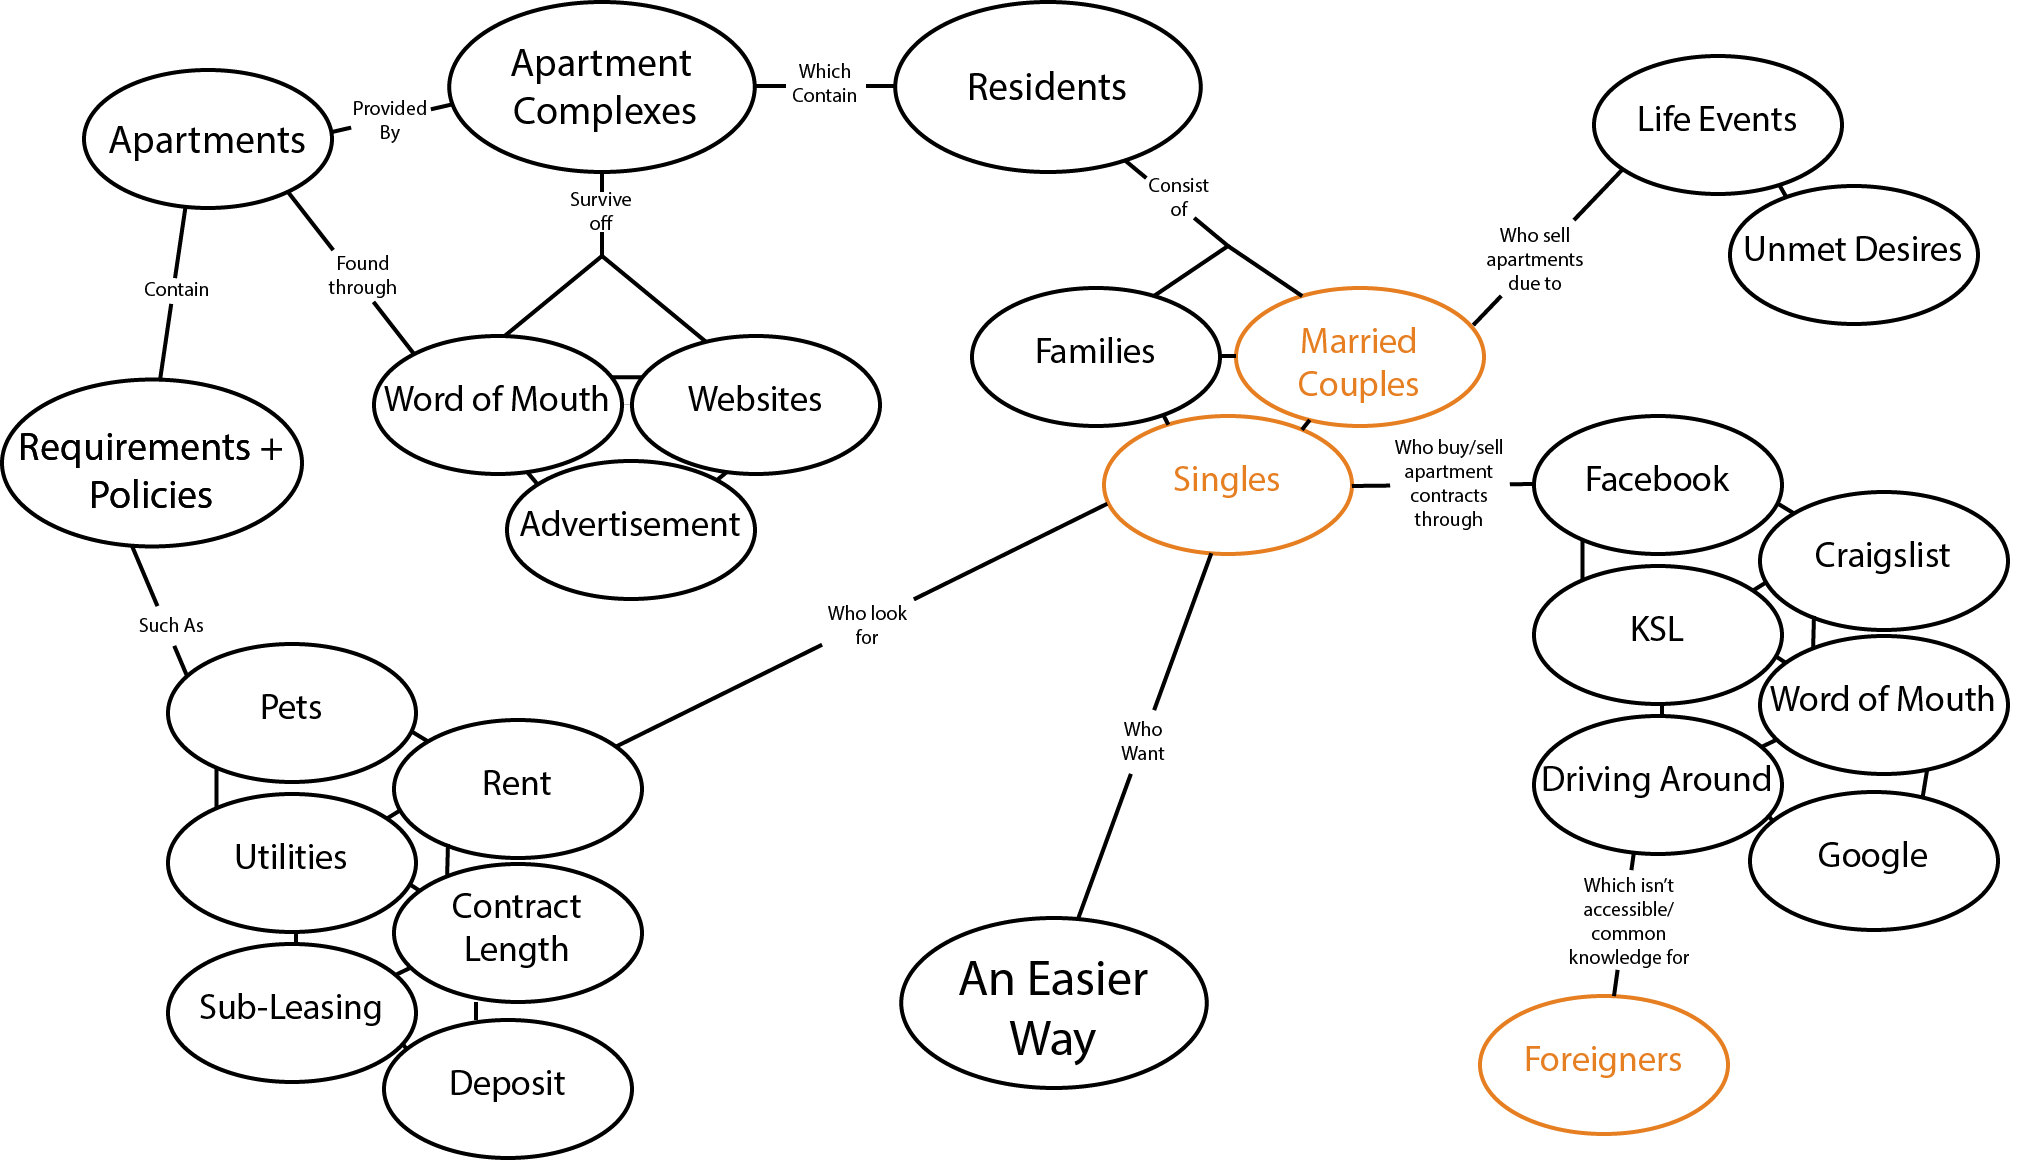 Apartment
Complexes
Which
Contain
Residents
Life Events
Apartments
Provided
By
Survive
off
Consist
of
Unmet Desires
Who sell
apartments
due to
Found
through
Contain
Word of Mouth
Websites
Advertisement
Families
Married
Couples
Singles
Who buy/sell
apartment
contracts
through
Facebook
Craigslist
KSL
Word of Mouth
Driving Around
Google
Which isn't
accessible/
common
knowledge for
Foreigners
Requirements +
Policies
Such As
Who look
for
Who
Want
An Easier
Way
Pets
Rent
Utilities
Contract
Length
Sub-Leasing
Deposit